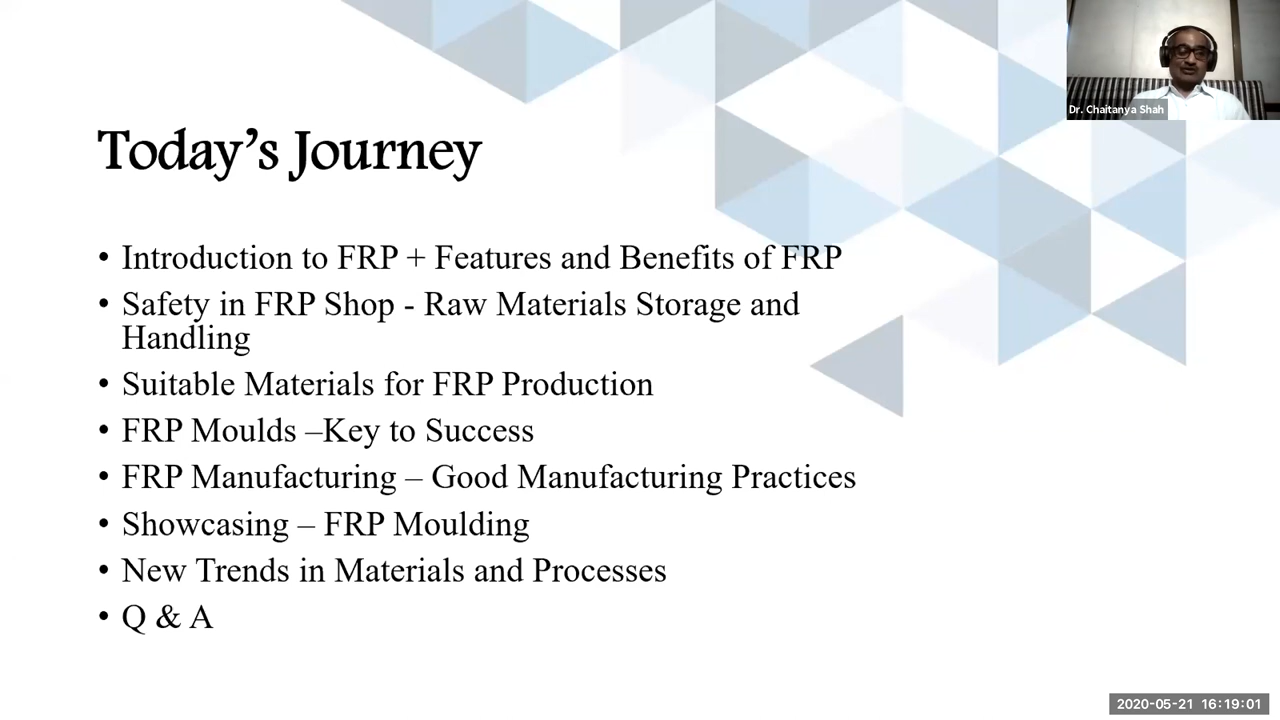 Dr. Chaitanya Shah
Today’s Journey
• Introduction to FRP + Features and Benefits of FRP
• Safety in FRP Shop - Raw Materials Storage and
Handling
• Suitable Materials for FRP Production
• FRP Moulds –Key to Success
• FRP Manufacturing – Good Manufacturing Practices
• Showcasing – FRP Moulding
• New Trends in Materials and Processes
• Q & A
2020-05-21 16:19:01